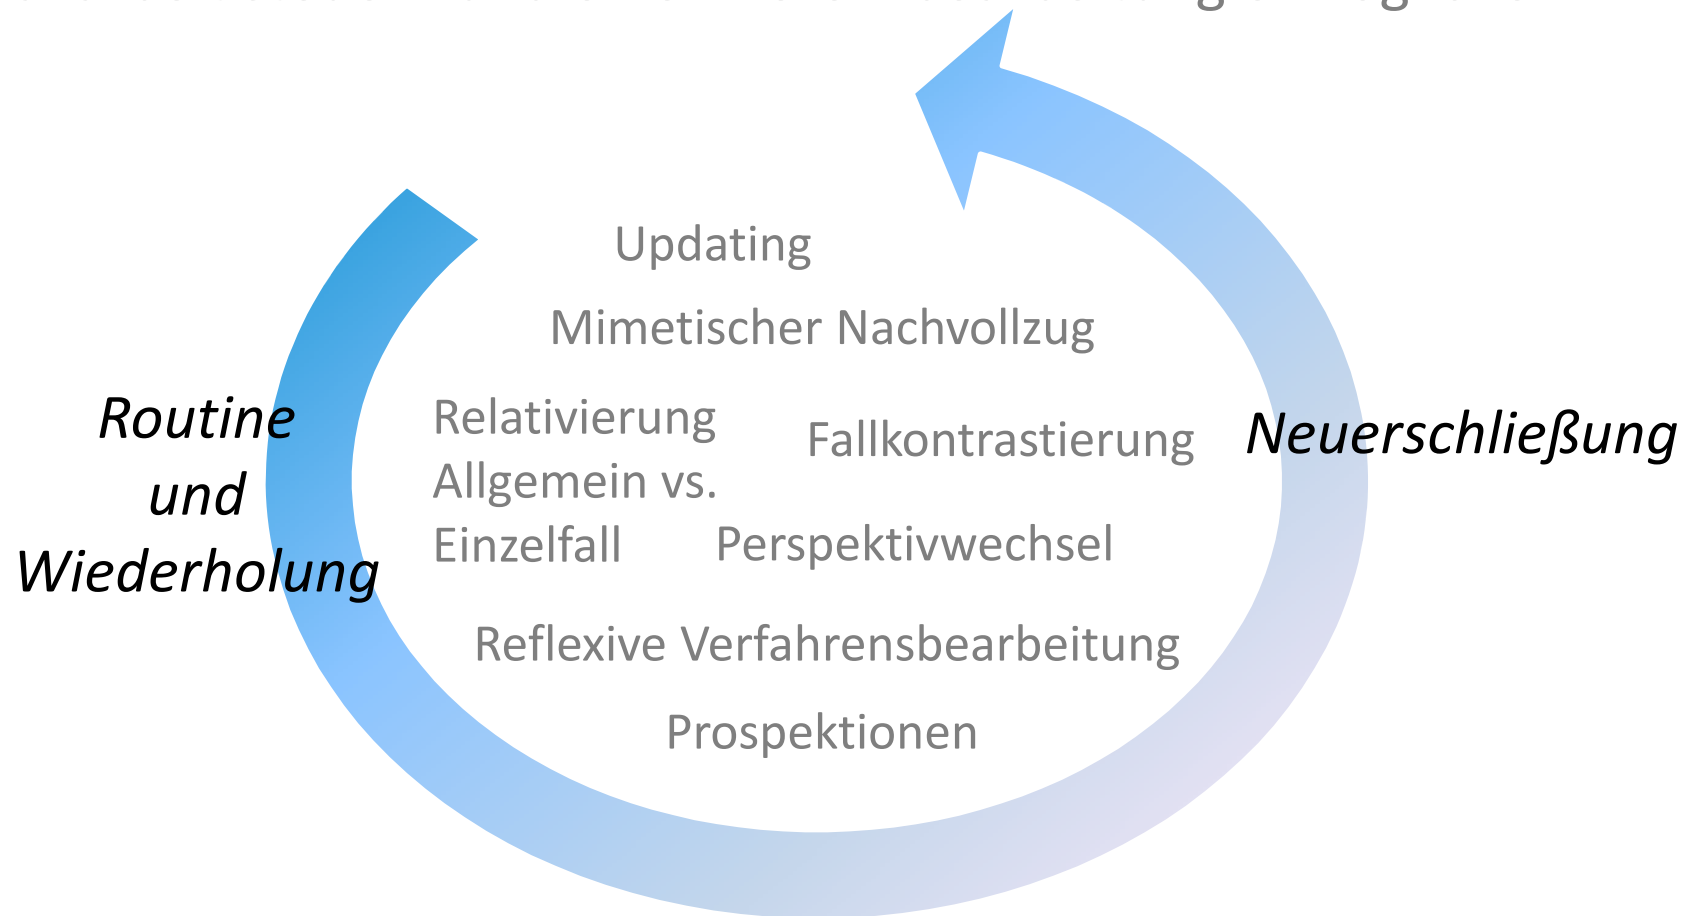 Updating
Mimetischer Nachvollzug
Routine
und
Wiederholung
Relativierung
Allgemein vs.
Einzelfall
Fallkontrastierung
Neuerschließung
Perspektivwechsel
Reflexive Verfahrensbearbeitung
Prospektionen